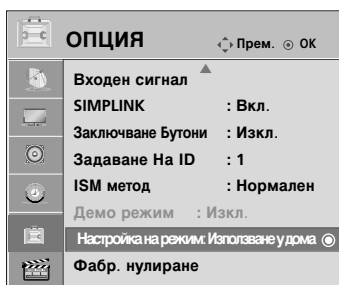 ОПЦИЯ Прем. OK
Входен сигнал
SIMPLINK : Вкл.
Заключване Бутони : Изкл.
Задаване На ID : 1
ISM метод : Нормален
Демо режим : Изкл.
Настройка на режим: Използване у дома
Фабр. нулиране